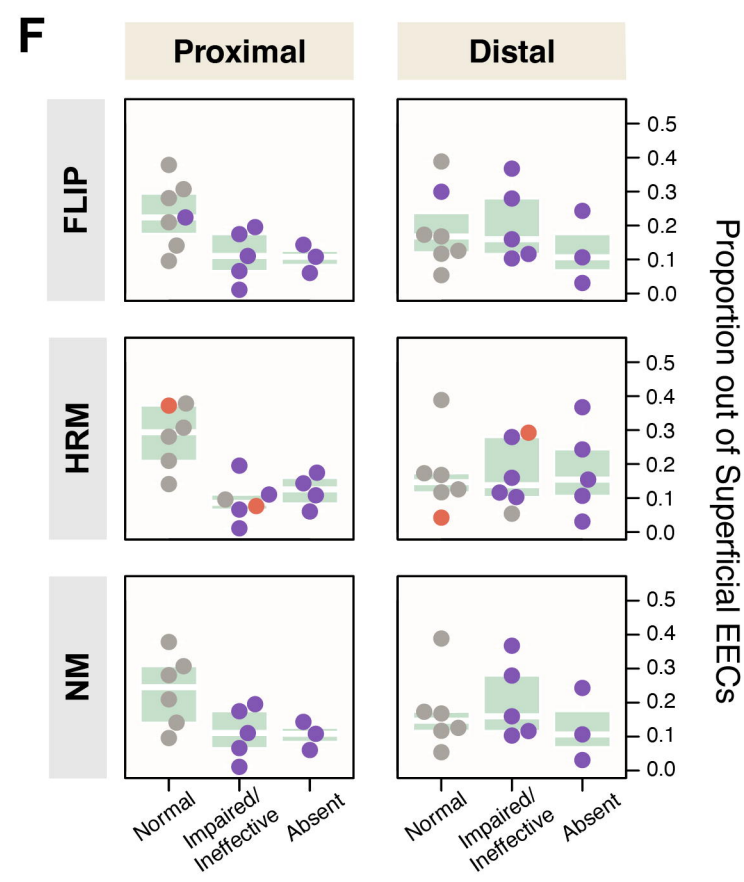 F
Proximal
Distal
FLIP
0.5
0.4
0.3
0.2
0.1
0.0
HRM
0.5
0.4
0.3
0.2
0.1
0.0
NM
0.5
0.4
0.3
0.2
0.1
0.0
Proportion out of Superficial EECs
Normal
Impaired/
Ineffective
Absent
Normal
Impaired/
Ineffective
Absent